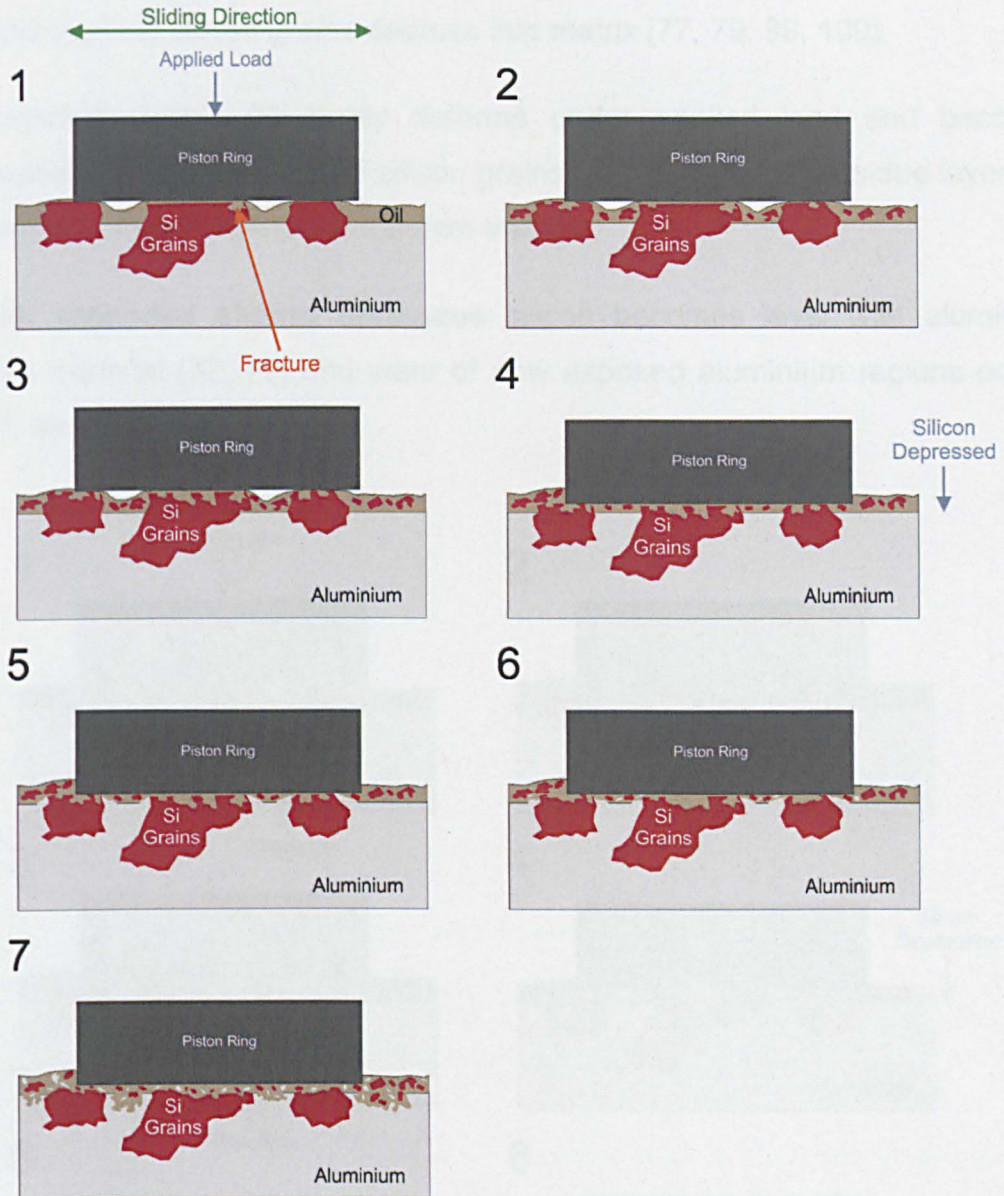 Sliding Direction
1
Applied Load
Piston Ring
Si
Grains
Oil
Aluminium
Fracture
2
Piston Ring
Si
Grains
Aluminium
3
Piston Ring
Si
Grains
Aluminium
4
Piston Ring
Si
Grains
Aluminium
Silicon
Depressed
5
Piston Ring
Si
Grains
Aluminium
6
Piston Ring
Si
Grains
Aluminium
7
Piston Ring
Si
Grains
Aluminium